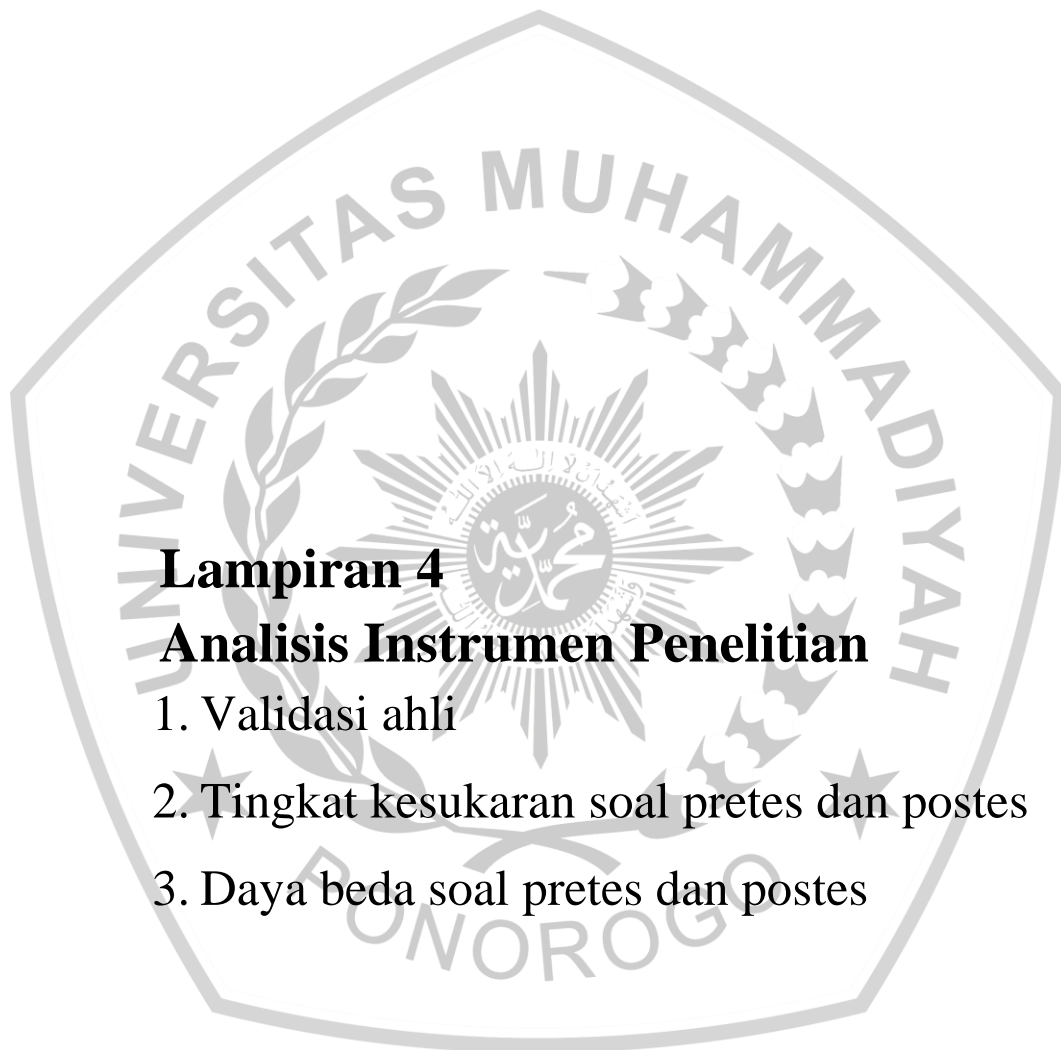 UNIVERSITAS MUHAMMADIYAH
محمد
Lampiran 4
Analisis Instrumen Penelitian
1. Validasi ahli
2. Tingkat kesukaran soal pretes dan postes
3. Daya beda soal pretes dan postes
PONOROGO